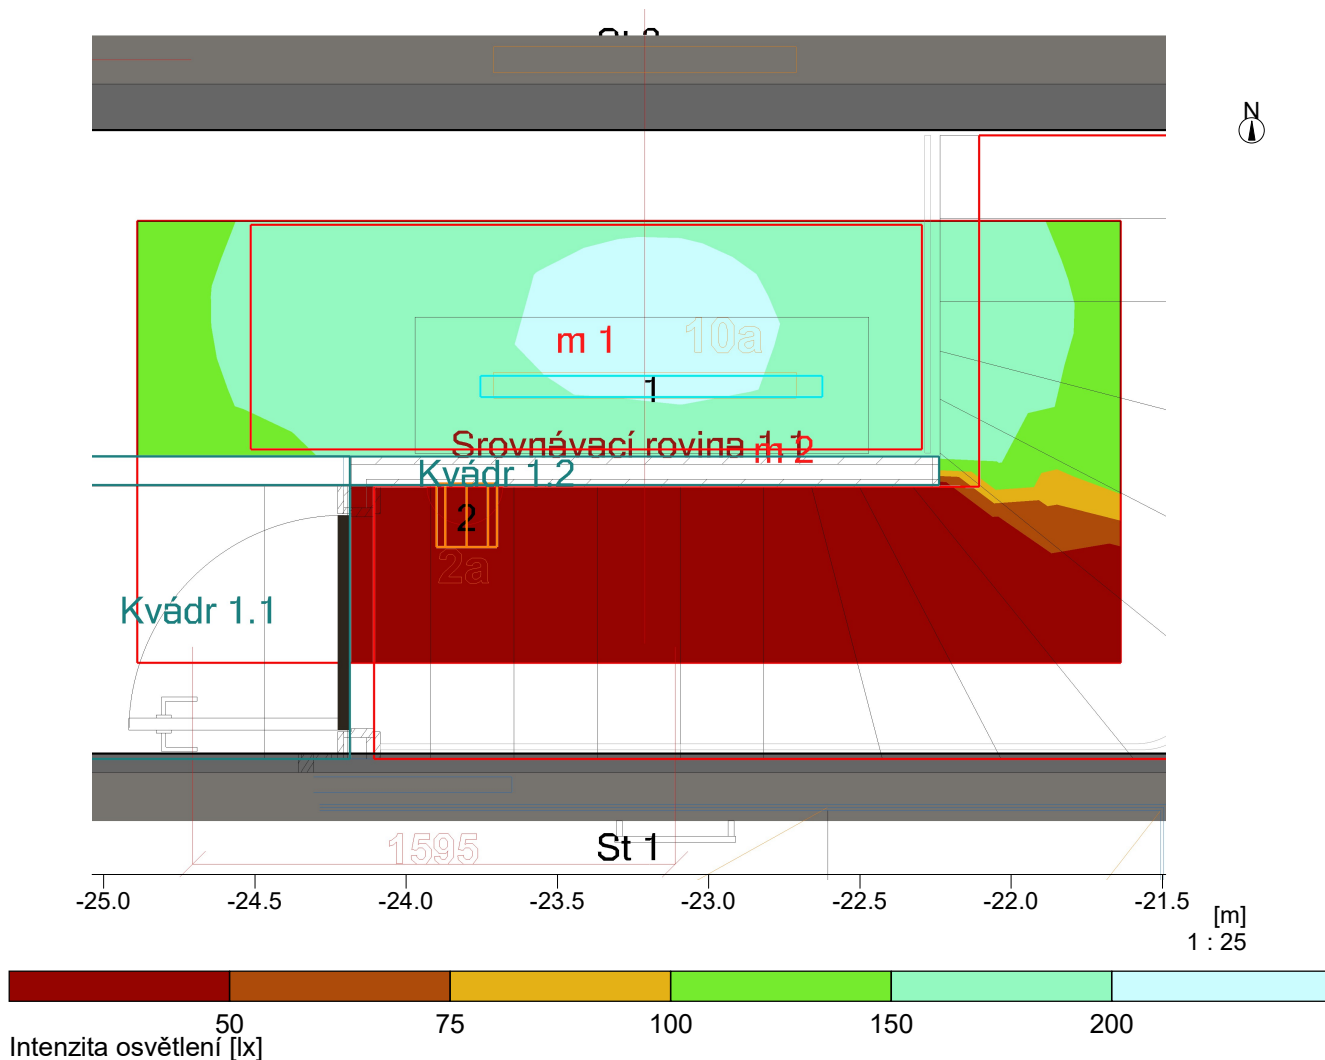 St 2
N
m 1
10a
1
Srovnávací rovina 1.1
m 2
Kvádr 1.2
2
2a
Kvádr 1.1
1595
St 1
-25.0 -24.5 -24.0 -23.5 -23.0 -22.5 -22.0 -21.5
[m]
1 : 25
50 75 100 150 200
Intenzita osvětlení [lx]